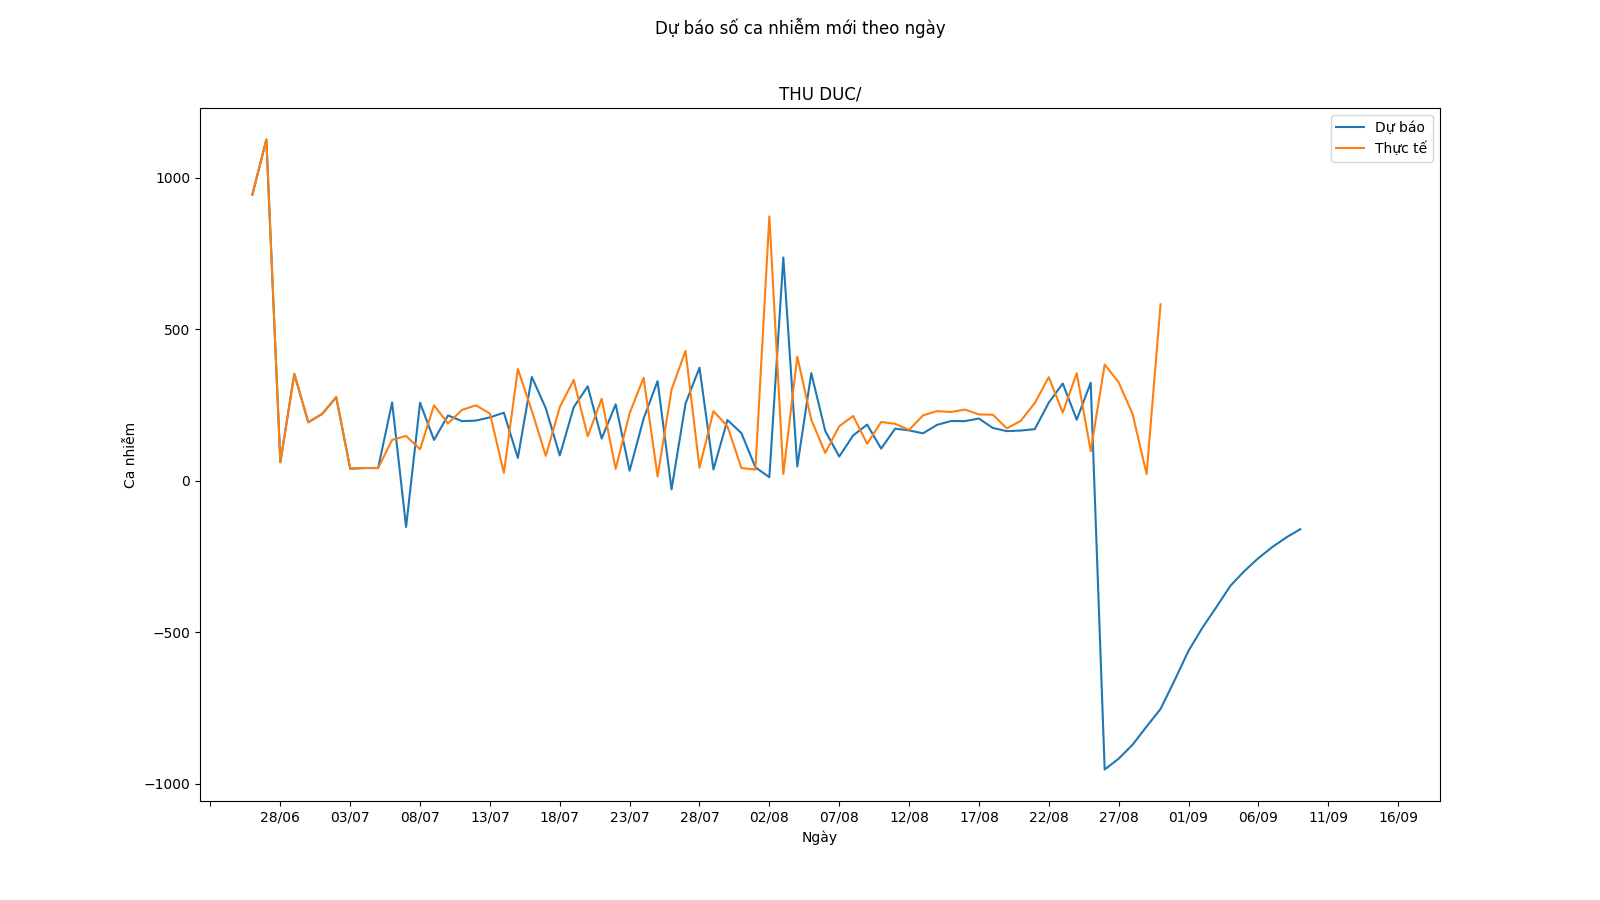 Dự báo số ca nhiễm mới theo ngày
THU DUC/
Dự báo
Thực tế
1000
500
0
−500
−1000
Ca nhiễm
28/06 03/07 08/07 13/07 18/07 23/07 28/07 02/08 07/08 12/08 17/08 22/08 27/08 01/09 06/09 11/09 16/09
Ngày